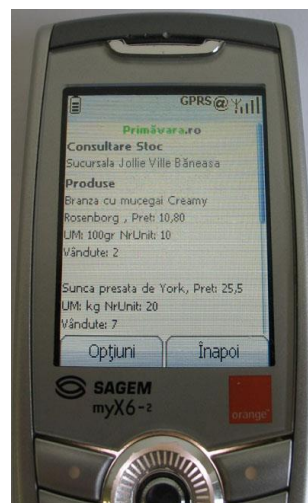 GPRS@
Primăvara.ro
Consultare Stoc
Sucursala Jollie Ville Băneasa
Produse
Branza cu mucegai Creamy
Rosenborg , Pret: 10,80
UM: 100gr NrUnit: 10
Vândute: 2
Sunca presata de York, Pret: 25,5
UM: kg NrUnit: 20
Vândute: 7
Opţiuni Înapoi
SAGEM
myX6-2
orange